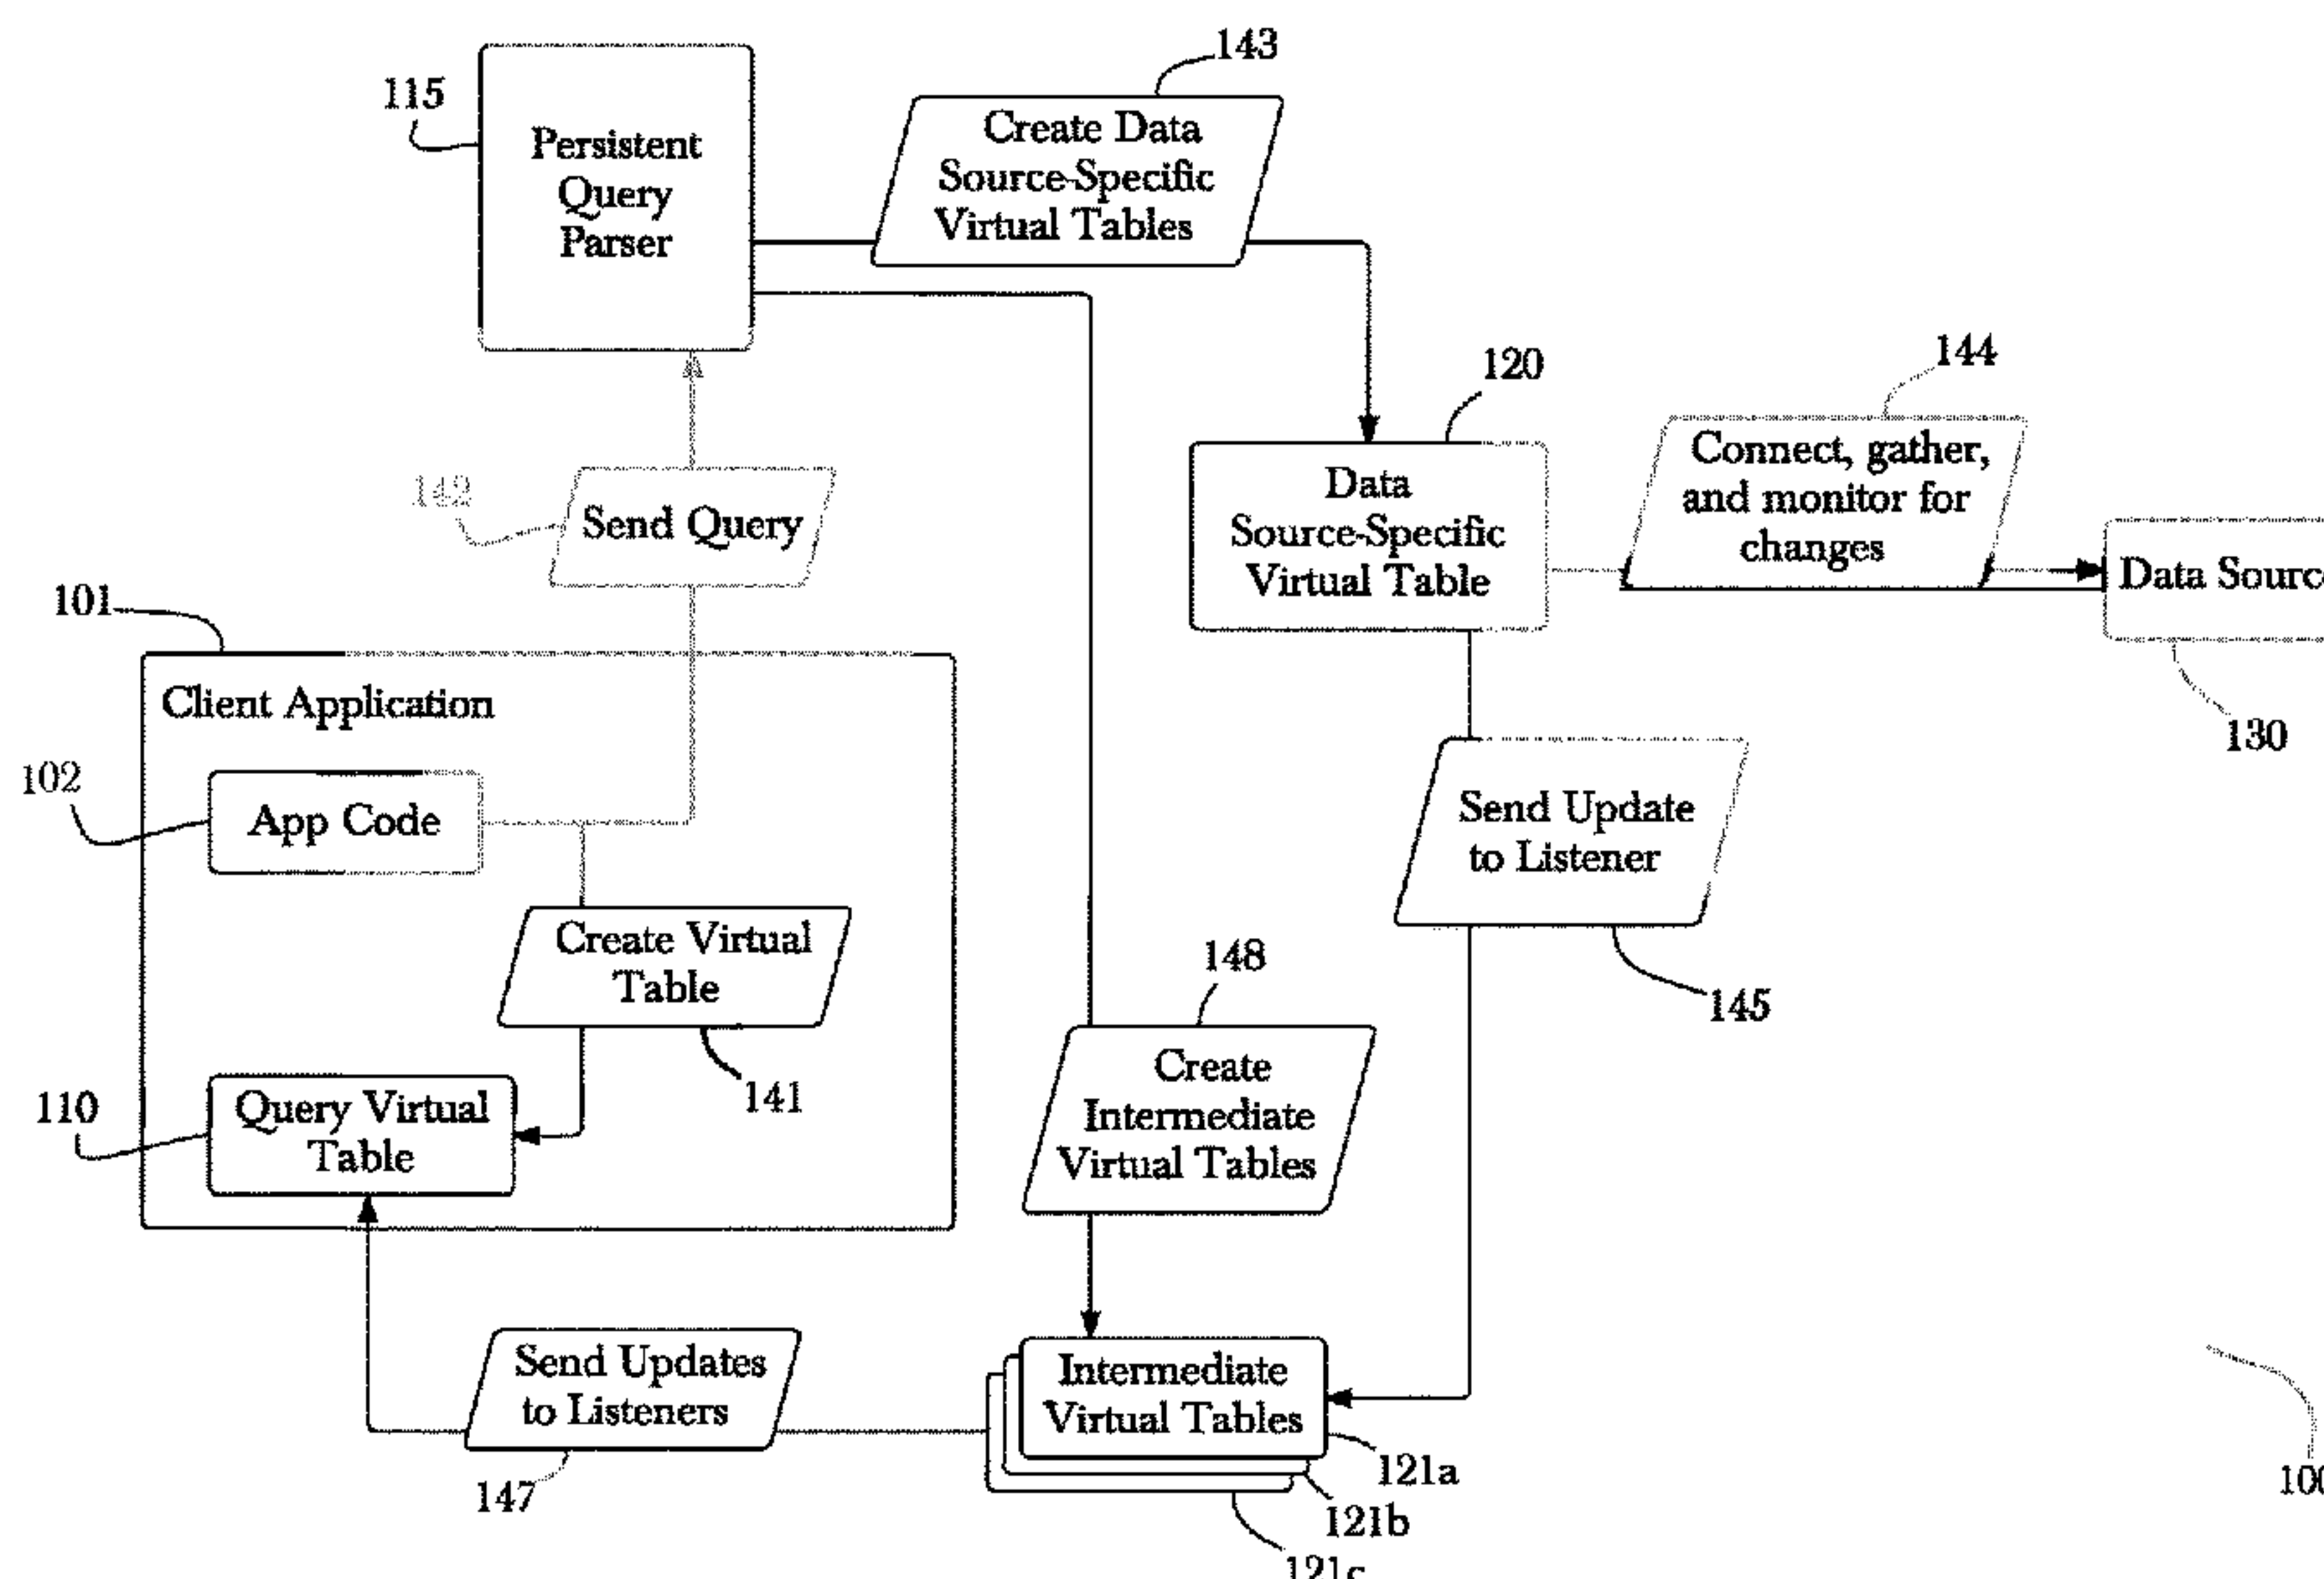 143
115
Create Data
Source-Specific
Virtual Tables
Persistent
Query
Parser
144
120
Connect, gather,
and monitor for
changes
142
Send Query
Data
Source-Specific
Virtual Table
Data
101
130
Client Application
102
App Code
Send Update
to Listener
Create Virtual
Table
148
145
141
Create
Intermediate
Virtual Tables
110
Query Virtual
Table
Send Updates
to Listeners
Intermediate
Virtual Tables
147
121a
121b
121c
100